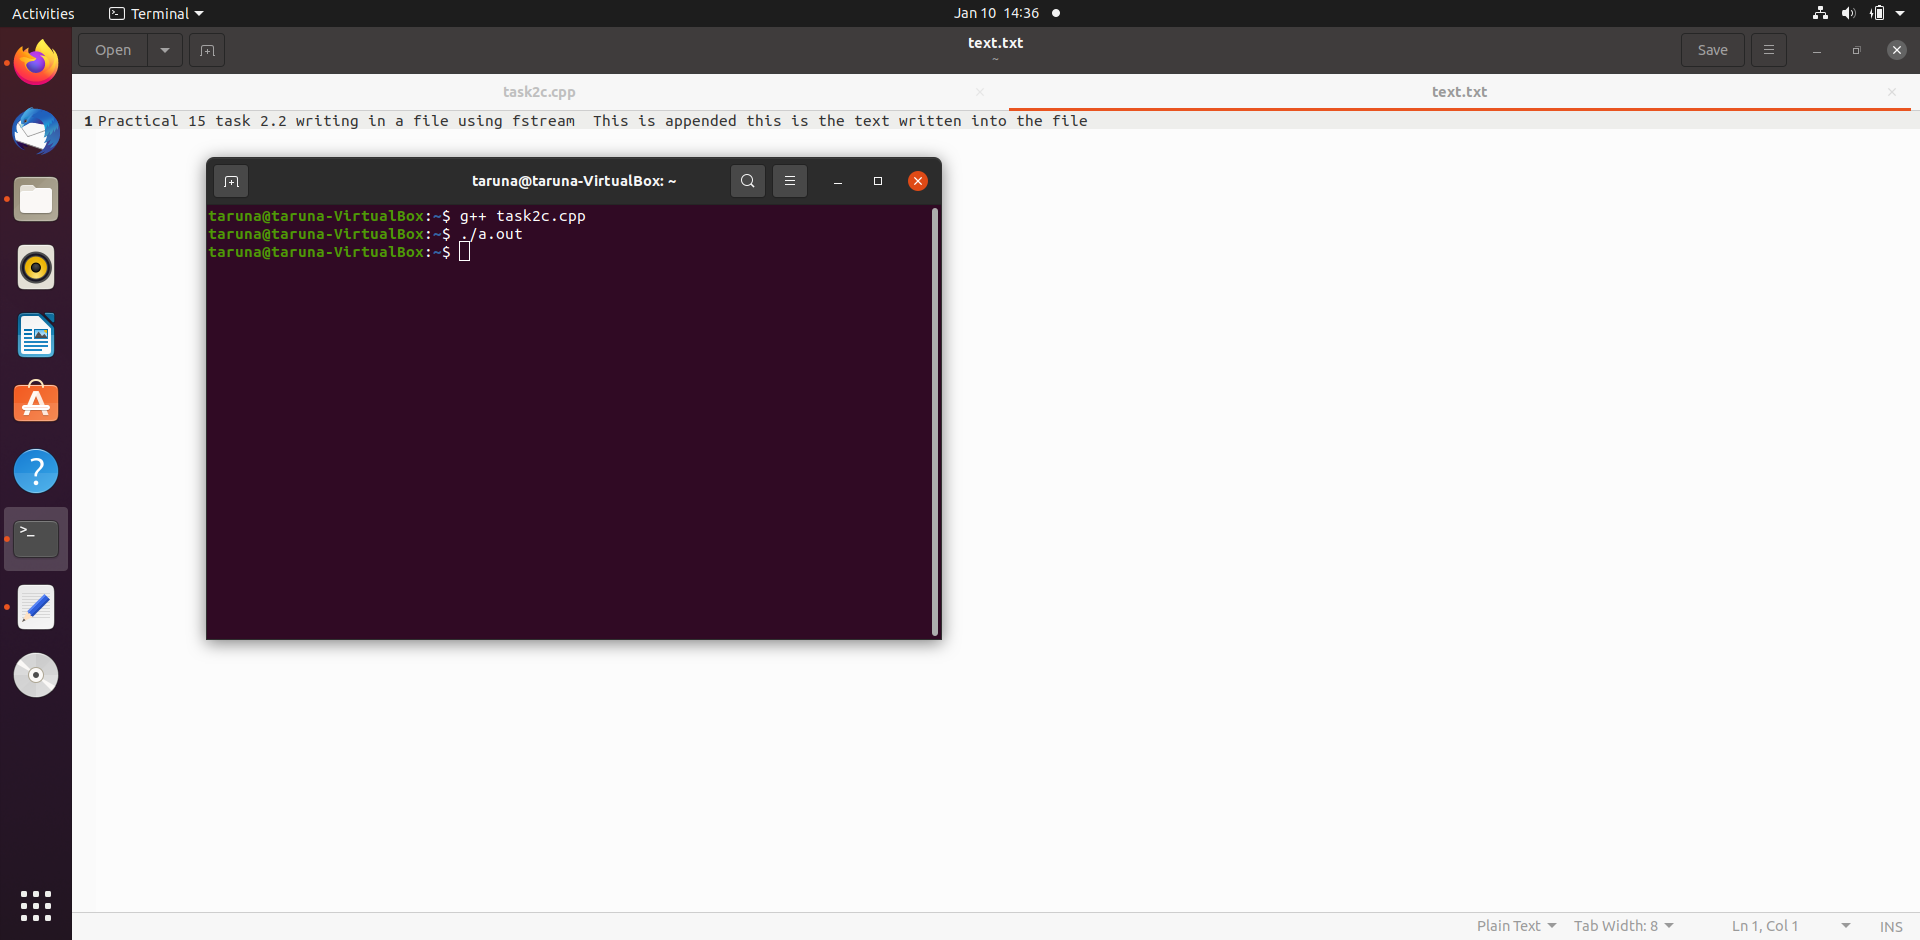 Activities
Terminal
Jan 10 14:36
Open
text.txt
~
Save
task2c.cpp
text.txt
1 Practical 15 task 2.2 writing in a file using fstream  This is appended this is the text written into the file
taruna@taruna-VirtualBox: ~
taruna@taruna-VirtualBox:~$ g++ task2c.cpp
taruna@taruna-VirtualBox:~$ ./a.out
taruna@taruna-VirtualBox:~$
Plain Text
Tab Width: 8
Ln 1, Col 1
INS